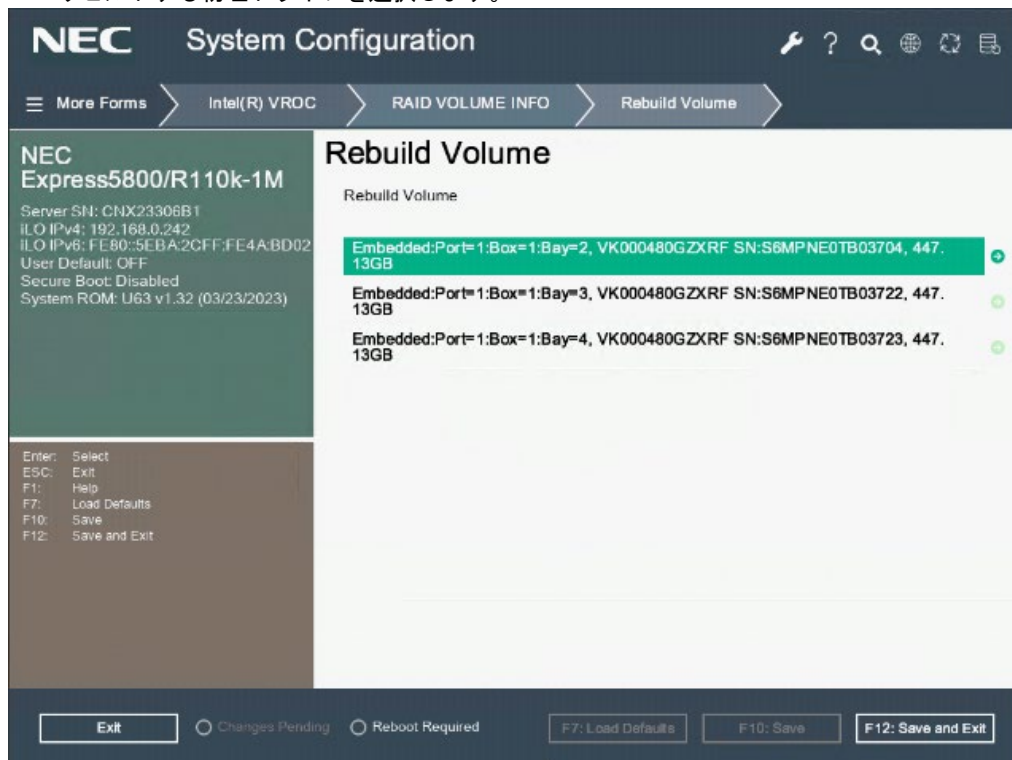 NEC System Configuration
More Forms Intel(R) VROC RAID VOLUME INFO Rebuild Volume
NEC
Express5800/R110k-1M
Server SN: CNX23306B1
iLO IPv4: 192.168.0.242
iLO IPv6: FE80::5EBA:2CFF:FE4A:BD02
User Default: OFF
Secure Boot: Disabled
System ROM: U63 v1.32 (03/23/2023)
Rebuild Volume
Rebuild Volume
Embedded:Port=1:Box=1:Bay=2, VK000480GZXRF SN:S6MPNE0TB03704, 447.
13GB
Embedded:Port=1:Box=1:Bay=3, VK000480GZXRF SN:S6MPNE0TB03722, 447.
13GB
Embedded:Port=1:Box=1:Bay=4, VK000480GZXRF SN:S6MPNE0TB03723, 447.
13GB
Enter: Select
ESC: Exit
F1: Help
F7: Load Defaults
F10: Save
F12: Save and Exit
Exit Changes Pending Reboot Required F7: Load Defaults F10: Save F12: Save and Exit